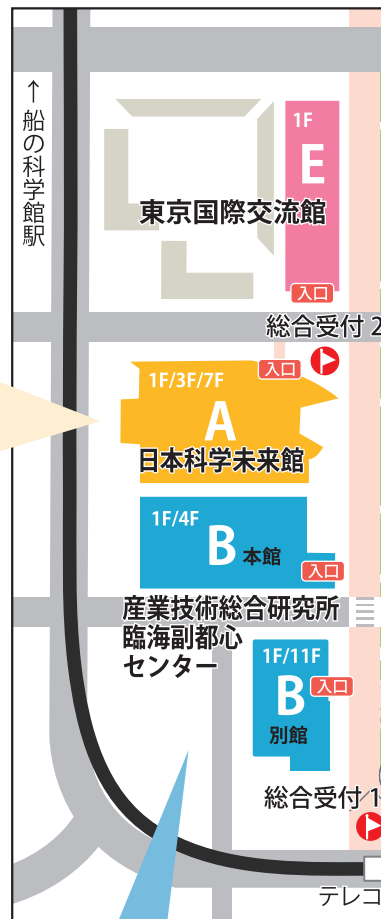 ↑船の科学館駅
1F
E
東京国際交流館
入口
総合受付 2
入口
1F/3F/7F
A
日本科学未来館
1F/4F
B 本館
入口
産業技術総合研究所
臨海副都心
センター
1F/11F
B
入口
別館
総合受付 1
テレコ